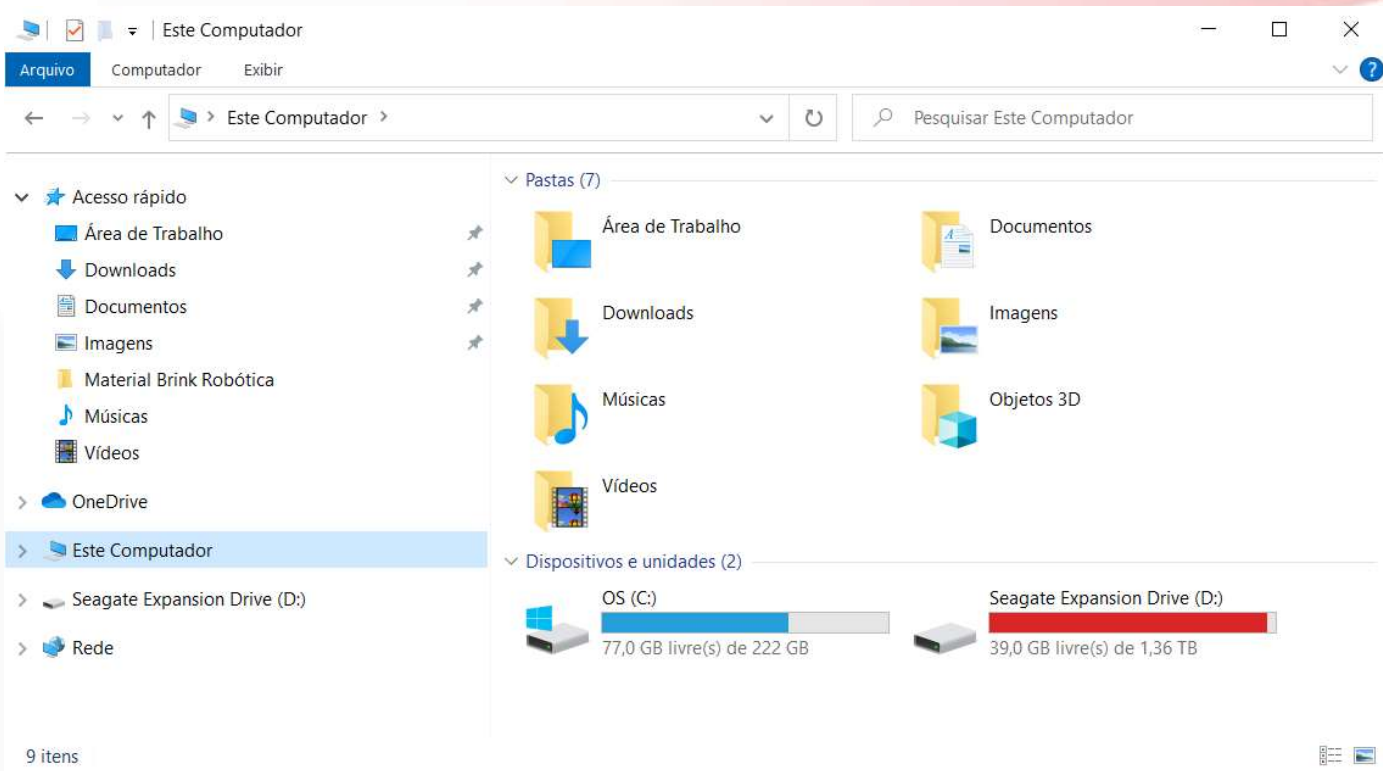 Este Computador
Arquivo Computador Exibir
Este Computador
Pesquisar Este Computador
Acesso rápido
Área de Trabalho
Downloads
Documentos
Imagens
Material Brink Robótica
Músicas
Vídeos
OneDrive
Este Computador
Seagate Expansion Drive (D:)
Rede
Pastas (7)
Área de Trabalho
Documentos
Downloads
Imagens
Músicas
Objetos 3D
Vídeos
Dispositivos e unidades (2)
OS (C:)
77,0 GB livre(s) de 222 GB
Seagate Expansion Drive (D:)
39,0 GB livre(s) de 1,36 TB
9 itens